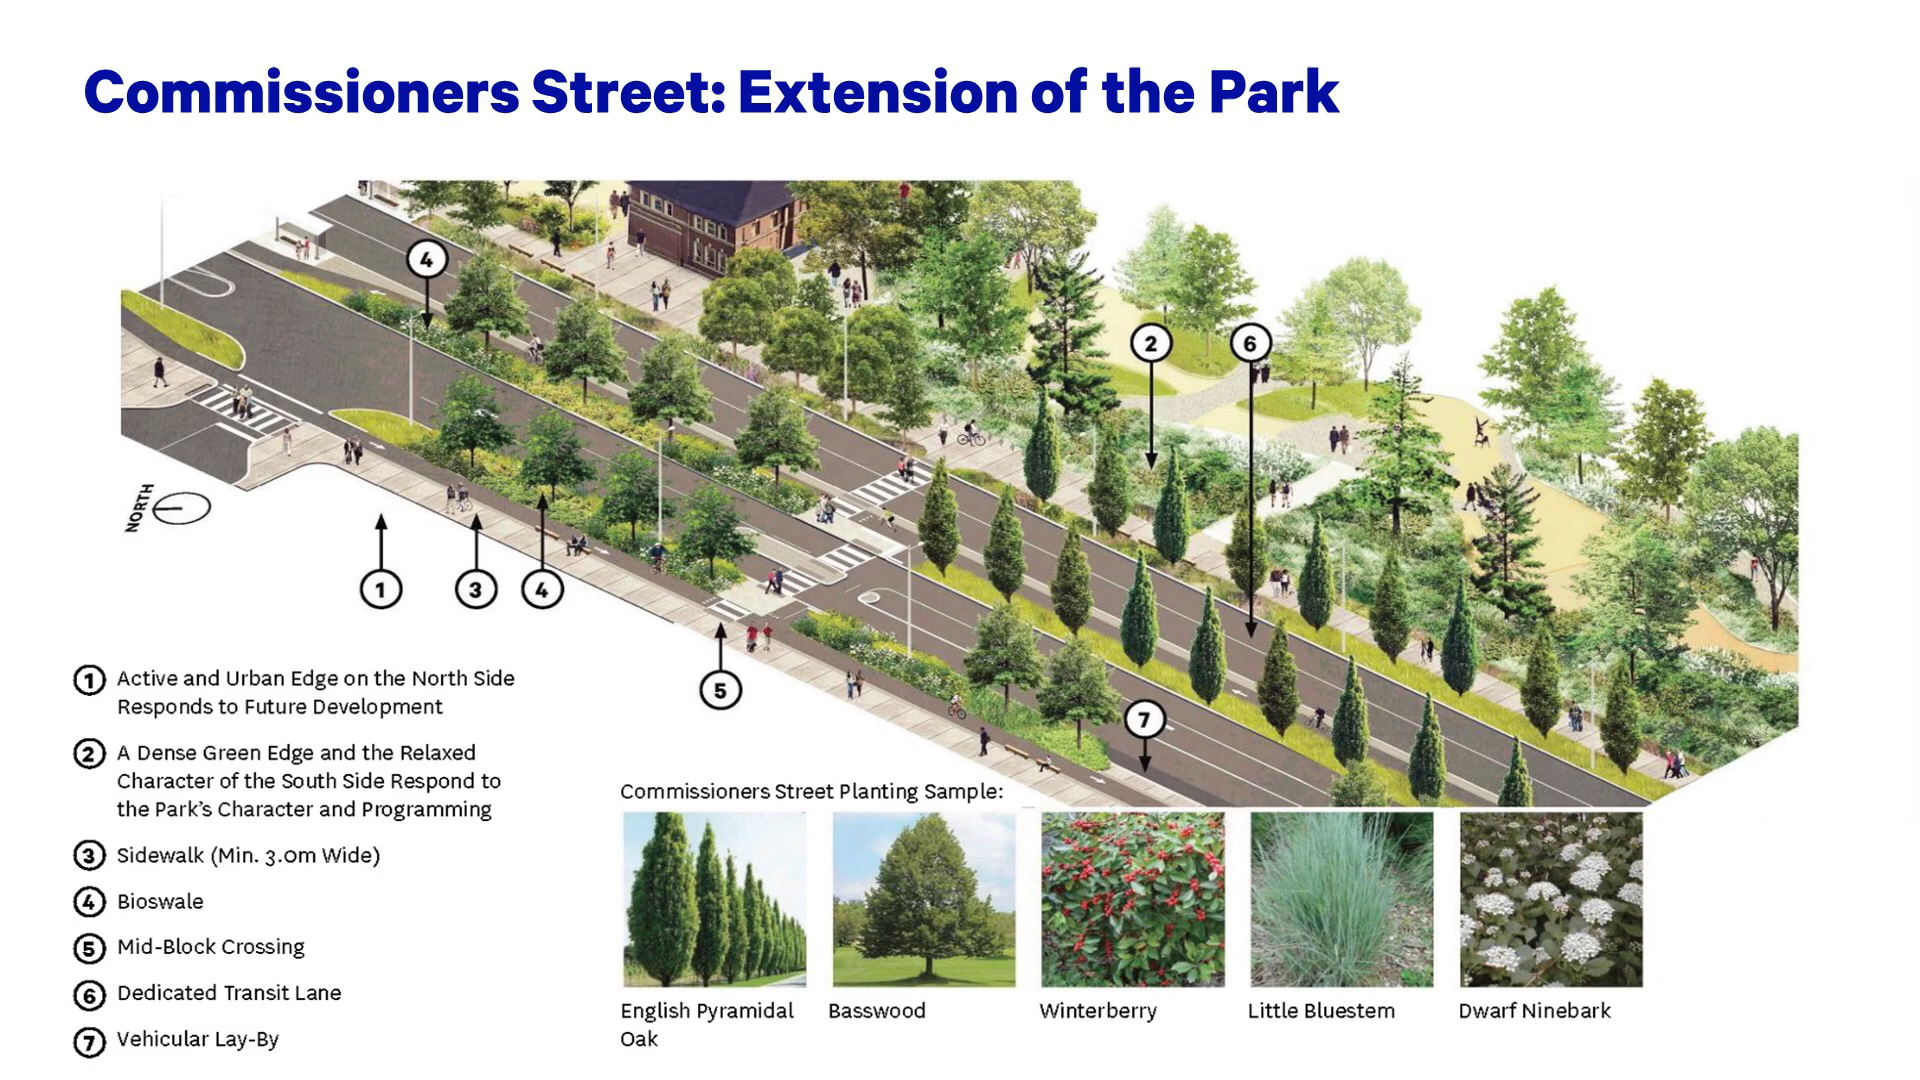 Commissioners Street: Extension of the Park
4
2
6
NORTH
1
3
4
5
7
1 Active and Urban Edge on the North Side
Responds to Future Development
2 A Dense Green Edge and the Relaxed
Character of the South Side Respond to
the Park's Character and Programming
3 Sidewalk (Min. 3.0m Wide)
4 Bioswale
5 Mid-Block Crossing
6 Dedicated Transit Lane
7 Vehicular Lay-By
Commissioners Street Planting Sample:
English Pyramidal
Oak
Basswood
Winterberry
Little Bluestem
Dwarf Ninebark